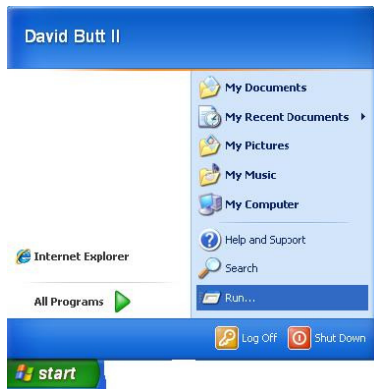 David Butt II
My Documents
My Recent Documents
My Pictures
My Music
My Computer
Internet Explorer
Help and Support
Search
All Programs
Run...
Log Off
Shut Down
start